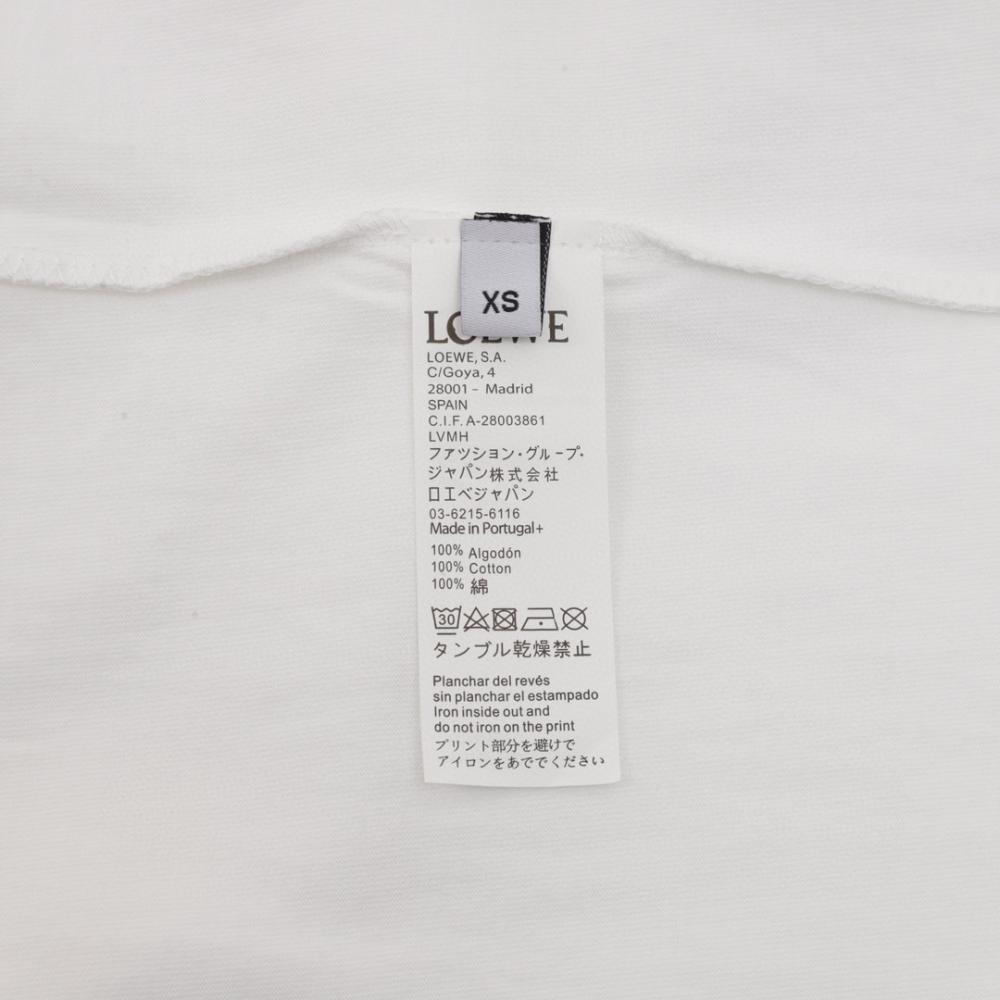 XS
LOEWE
LOEWE, S.A.
C/Goya, 4
28001 - Madrid
SPAIN
C.I.F. A-28003861
LVMH
ファツション・グループ・
ジャパン株式会社
ロエベジャパン
03-6215-6116
Made in Portugal+
100% Algodón
100% Cotton
100% 綿
30
タンブル乾燥禁止
Planchar del revés
sin planchar el estampado
Iron inside out and
do not iron on the print
プリント部分を避けで
アイロンをあででください